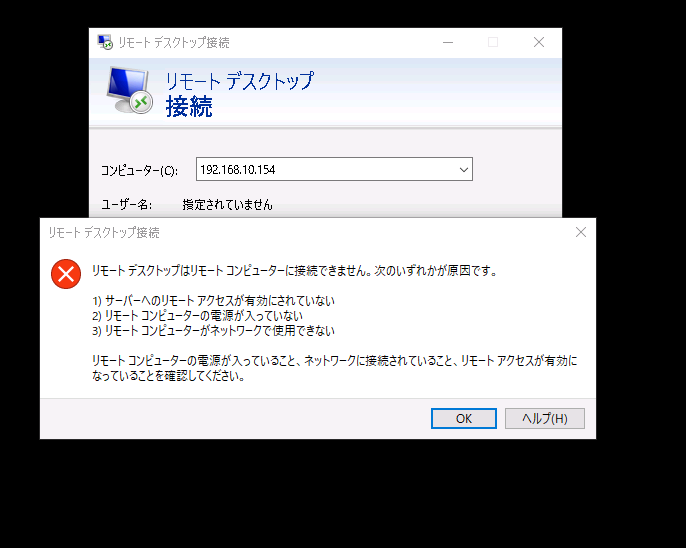 リモート デスクトップ接続
リモート デスクトップ
接続
コンピューター(C):
192.168.10.154
ユーザー名:
指定されていません
リモート デスクトップ接続
リモート デスクトップはリモート コンピューターに接続できません。次のいずれかが原因です。
1) サーバーへのリモート アクセスが有効にされていない
2) リモート コンピューターの電源が入っていない
3) リモート コンピューターがネットワークで使用できない
リモート コンピューターの電源が入っていること、ネットワークに接続されていること、リモート アクセスが有効に
なっていることを確認してください。
OK
ヘルプ(H)